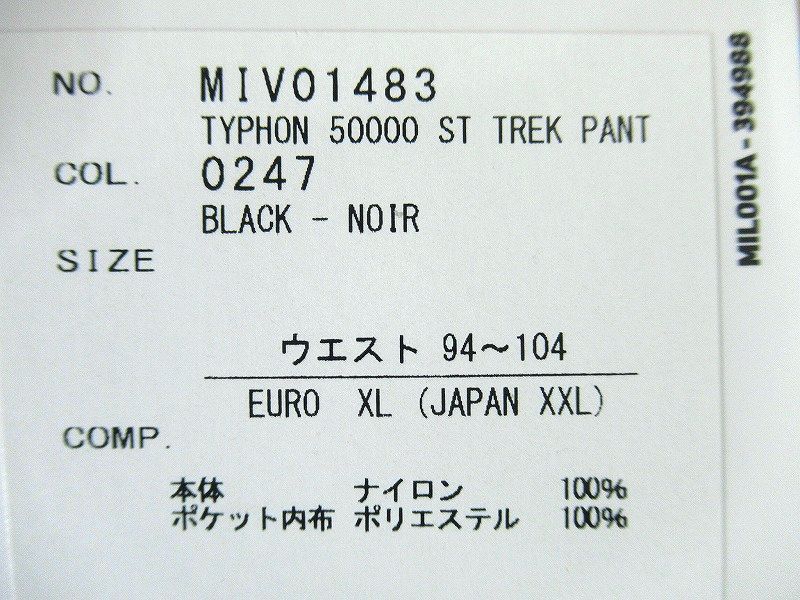 NO. MIV01483
TYPHON 50000 ST TREK PANT
COL. 0247
BLACK - NOIR
SIZE
ウエスト 94～104
EURO XL (JAPAN XXL)
COMP.
本体 ナイロン 100%
ポケット内布 ポリエステル 100%
MIL001A-394988